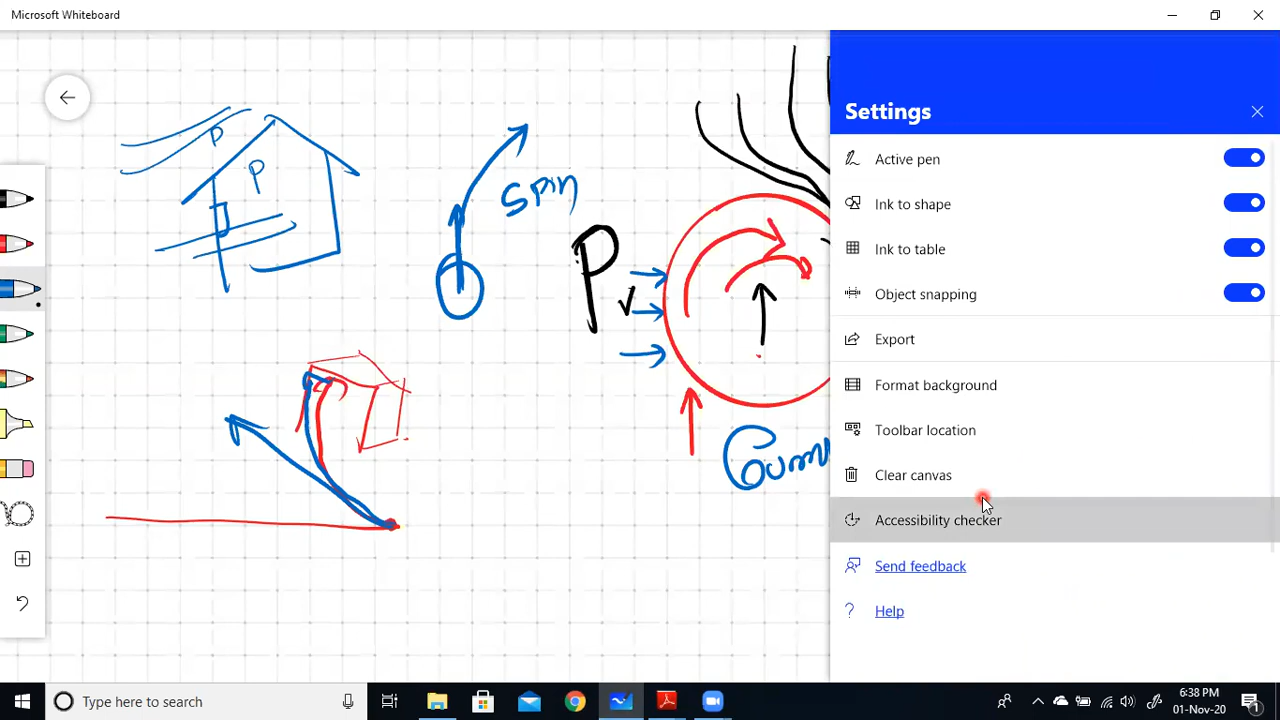 Microsoft Whiteboard
Settings
Active pen
Ink to shape
Ink to table
Object snapping
Export
Format background
Toolbar location
Clear canvas
Accessibility checker
Send feedback
Help
P
P
spin
P
v
Type here to search
6:38 PM
01-Nov-20
1